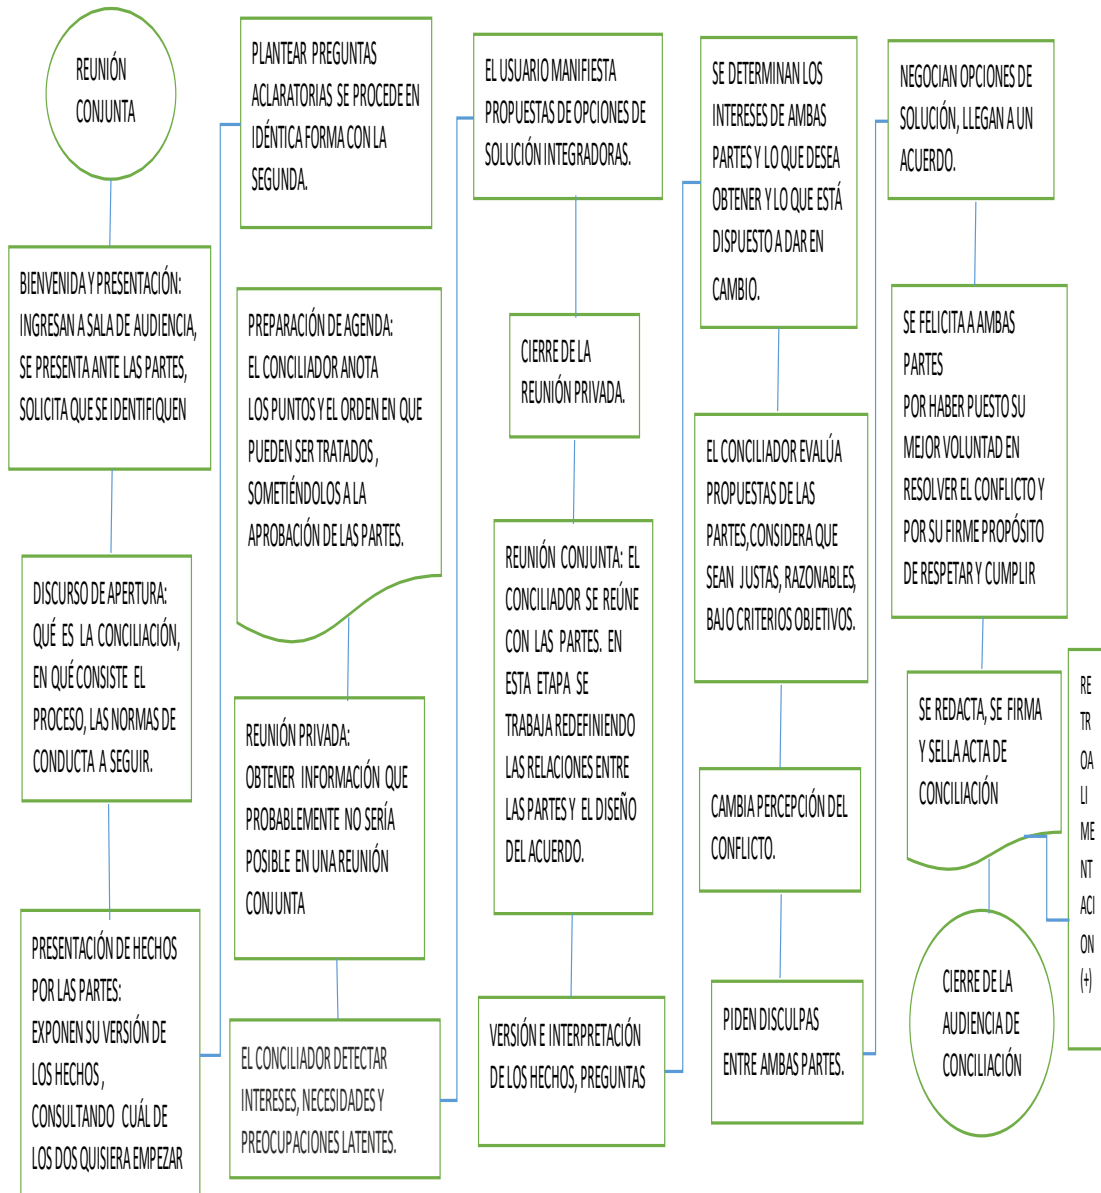 REUNIÓN
CONJUNTA
BIENVENIDA Y PRESENTACIÓN:
INGRESAN A SALA DE AUDIENCIA,
SE PRESENTA ANTE LAS PARTES,
SOLICITA QUE SE IDENTIFIQUEN
DISCURSO DE APERTURA:
QUÉ ES LA CONCILIACIÓN,
EN QUÉ CONSISTE EL
PROCESO, LAS NORMAS DE
CONDUCTA A SEGUIR.
PRESENTACIÓN DE HECHOS
POR LAS PARTES:
EXPONEN SU VERSIÓN DE
LOS HECHOS ,
CONSULTANDO CUÁL DE
LOS DOS QUISIERA EMPEZAR
PLANTEAR PREGUNTAS
ACLARATORIAS SE PROCEDE EN
IDÉNTICA FORMA CON LA
SEGUNDA.
PREPARACIÓN DE AGENDA:
EL CONCILIADOR ANOTA
LOS PUNTOS Y EL ORDEN EN QUE
PUEDEN SER TRATADOS ,
SOMETIÉNDOLOS A LA
APROBACIÓN DE LAS PARTES.
REUNIÓN PRIVADA:
OBTENER INFORMACIÓN QUE
PROBABLEMENTE NO SERÍA
POSIBLE EN UNA REUNIÓN
CONJUNTA
EL CONCILIADOR DETECTAR
INTERESES, NECESIDADES Y
PREOCUPACIONES LATENTES.
EL USUARIO MANIFIESTA
PROPUESTAS DE OPCIONES DE
SOLUCIÓN INTEGRADORAS.
CIERRE DE LA
REUNIÓN PRIVADA.
REUNIÓN CONJUNTA: EL
CONCILIADOR SE REÚNE
CON LAS PARTES. EN
ESTA ETAPA SE
TRABAJA REDEFINIENDO
LAS RELACIONES ENTRE
LAS PARTES Y EL DISEÑO
DEL ACUERDO.
VERSIÓN E INTERPRETACIÓN
DE LOS HECHOS, PREGUNTAS
SE DETERMINAN LOS
INTERESES DE AMBAS
PARTES Y LO QUE DESEA
OBTENER Y LO QUE ESTÁ
DISPUESTO A DAR EN
CAMBIO.
EL CONCILIADOR EVALÚA
PROPUESTAS DE LAS
PARTES,CONSIDERA QUE
SEAN JUSTAS, RAZONABLES,
BAJO CRITERIOS OBJETIVOS.
CAMBIA PERCEPCIÓN DEL
CONFLICTO.
PIDEN DISCULPAS
ENTRE AMBAS PARTES.
NEGOCIAN OPCIONES DE
SOLUCIÓN, LLEGAN A UN
ACUERDO.
SE FELICITA A AMBAS
PARTES
POR HABER PUESTO SU
MEJOR VOLUNTAD EN
RESOLVER EL CONFLICTO Y
POR SU FIRME PROPÓSITO
DE RESPETAR Y CUMPLIR
SE REDACTA, SE FIRMA
Y SELLA ACTA DE
CONCILIACIÓN
CIERRE DE LA
AUDIENCIA DE
CONCILIACIÓN
RE
TR
OA
LI
ME
NT
ACI
ON
(+)